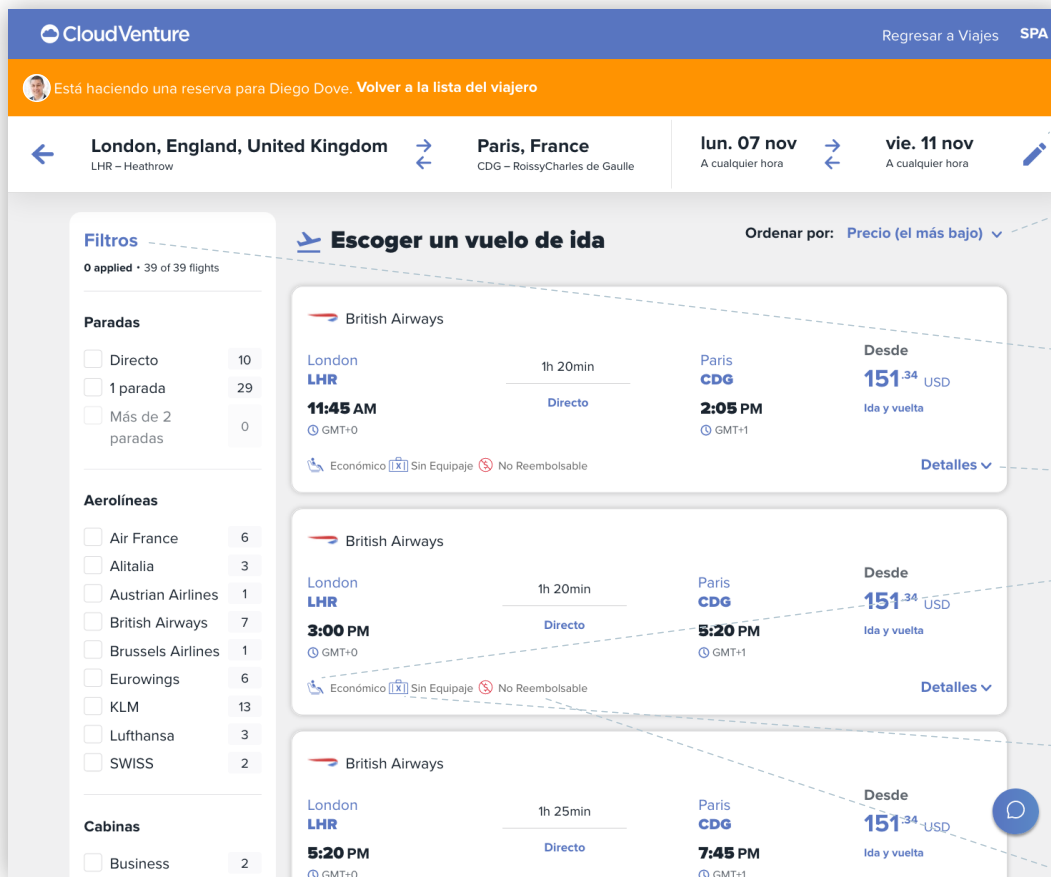 CloudVenture
Regresar a Viajes SPA
Está haciendo una reserva para Diego Dove. Volver a la lista del viajero
London, England, United Kingdom
LHR – Heathrow
Paris, France
CDG – RoissyCharles de Gaulle
lun. 07 nov
A cualquier hora
vie. 11 nov
A cualquier hora
Filtros
0 applied • 39 of 39 flights
Paradas
Directo 10
1 parada 29
Más de 2
paradas
0
Aerolíneas
Air France 6
Alitalia 3
Austrian Airlines 1
British Airways 7
Brussels Airlines 1
Eurowings 6
KLM 13
Lufthansa 3
SWISS 2
Cabinas
Business 2
Escoger un vuelo de ida
Ordenar por: Precio (el más bajo)
British Airways
London
LHR
11:45 AM
GMT+0
1h 20min
Directo
Paris
CDG
2:05 PM
GMT+1
Desde
151.34 USD
Ida y vuelta
Económico Sin Equipaje No Reembolsable
Detalles
British Airways
London
LHR
3:00 PM
GMT+0
1h 20min
Directo
Paris
CDG
5:20 PM
GMT+1
Desde
151.34 USD
Ida y vuelta
Económico Sin Equipaje No Reembolsable
Detalles
British Airways
London
LHR
5:20 PM
GMT+0
1h 25min
Directo
Paris
CDG
7:45 PM
GMT+1
Desde
151.34 USD
Ida y vuelta